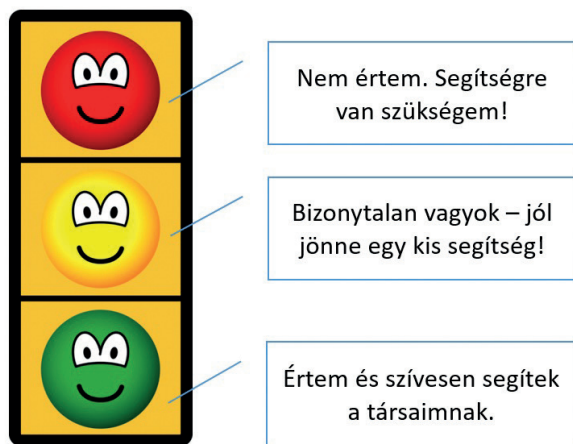 Nem értem. Segítségre
van szükségem!
Bizonytalan vagyok – jól
jönne egy kis segítség!
Értem és szívesen segítek
a társaimnak.